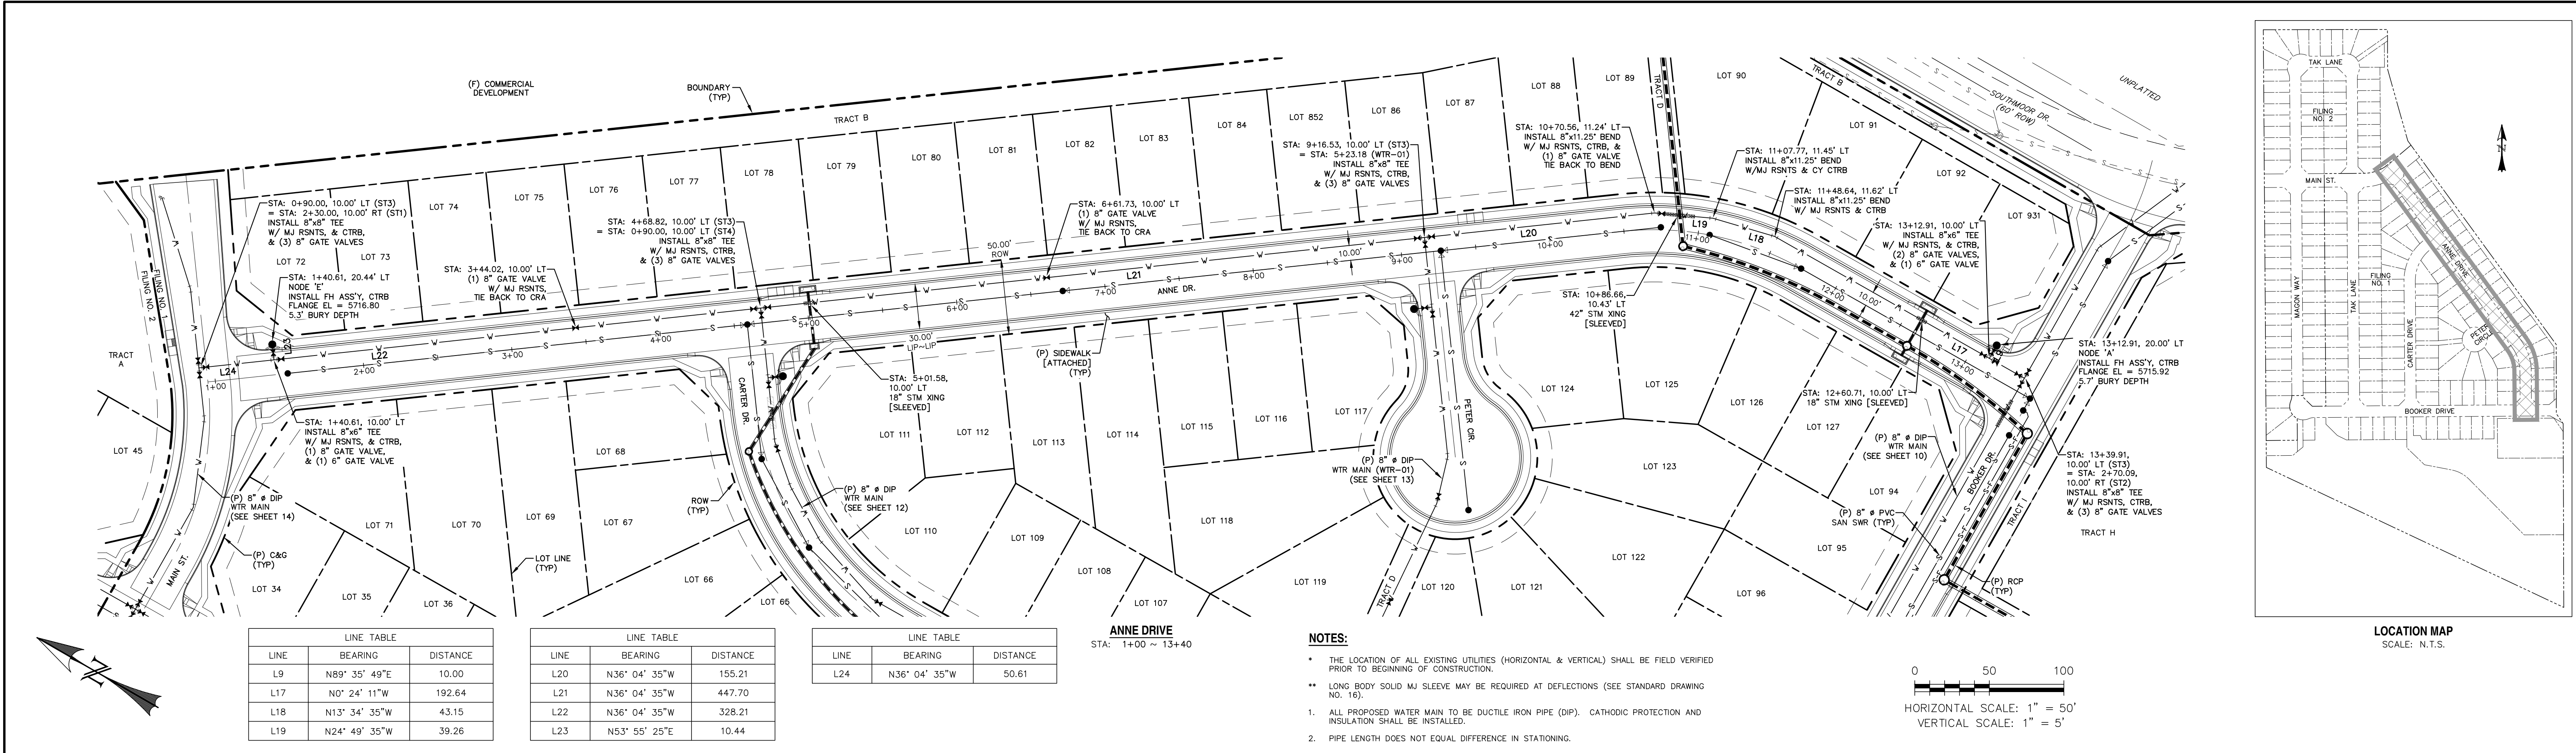 (F) COMMERCIAL
DEVELOPMENT
BOUNDARY
(TYP)
TRACT B
LOT 72
LOT 73
LOT 74
LOT 75
LOT 76
LOT 77
LOT 78
LOT 79
LOT 80
LOT 81
LOT 82
LOT 83
LOT 84
LOT 852
LOT 86
LOT 87
LOT 88
LOT 89
TRACT D
LOT 90
TRACT B
LOT 91
LOT 92
LOT 931
SOUTHMOOR DR.
(60' ROW)
UNPLATTED
STA: 0+90.00, 10.00' LT (ST3)
= STA: 2+30.00, 10.00' RT (ST1)
INSTALL 8"x8" TEE
W/ MJ RSNTS, & CTRB,
& (3) 8" GATE VALVES
STA: 1+40.61, 20.44' LT
NODE 'E'
INSTALL FH ASS'Y, CTRB
FLANGE EL = 5716.80
5.3' BURY DEPTH
STA: 3+44.02, 10.00' LT
(1) 8" GATE VALVE
W/ MJ RSNTS,
TIE BACK TO CRA
STA: 4+68.82, 10.00' LT (ST3)
= STA: 0+90.00, 10.00' LT (ST4)
INSTALL 8"x8" TEE
W/ MJ RSNTS, & CTRB,
& (3) 8" GATE VALVES
STA: 6+61.73, 10.00' LT
(1) 8" GATE VALVE
W/ MJ RSNTS,
TIE BACK TO CRA
STA: 9+16.53, 10.00' LT (ST3)
= STA: 5+23.18 (WTR-01)
INSTALL 8"x8" TEE
W/ MJ RSNTS, CTRB,
& (3) 8" GATE VALVES
STA: 10+70.56, 11.24' LT
INSTALL 8"x11.25° BEND
W/ MJ RSNTS, CTRB, &
(1) 8" GATE VALVE
TIE BACK TO BEND
STA: 11+07.77, 11.45' LT
INSTALL 8"x11.25° BEND
W/MJ RSNTS & CY CTRB
STA: 11+48.64, 11.62' LT
INSTALL 8"x11.25° BEND
W/ MJ RSNTS & CTRB
STA: 13+12.91, 10.00' LT
INSTALL 8"x6" TEE
W/ MJ RSNTS, & CTRB,
(2) 8" GATE VALVES,
& (1) 6" GATE VALVE
FILING NO. 1
FILING NO. 2
TRACT
A
50.00'
ROW
10.00'
30.00'
LIP~LIP
L24
L23
L22
L21
L20
L19
L18
L17
1+00
2+00
3+00
4+00
5+00
6+00
7+00
8+00
9+00
10+00
11+00
12+00
13+00
10.00'
ANNE DR.
(P) SIDEWALK
[ATTACHED]
(TYP)
STA: 5+01.58,
10.00' LT
18" STM XING
[SLEEVED]
STA: 10+86.66,
10.43' LT
42" STM XING
[SLEEVED]
STA: 12+60.71, 10.00' LT
18" STM XING [SLEEVED]
STA: 13+12.91, 20.00' LT
NODE 'A'
INSTALL FH ASS'Y, CTRB
FLANGE EL = 5715.92
5.7' BURY DEPTH
STA: 13+39.91,
10.00' LT (ST3)
= STA: 2+70.09,
10.00' RT (ST2)
INSTALL 8"x8" TEE
W/ MJ RSNTS, CTRB,
& (3) 8" GATE VALVES
STA: 1+40.61, 10.00' LT
INSTALL 8"x6" TEE
W/ MJ RSNTS, & CTRB,
(1) 8" GATE VALVE,
& (1) 6" GATE VALVE
(P) 8" ø DIP
WTR MAIN
(SEE SHEET 14)
(P) 8" ø DIP
WTR MAIN
(SEE SHEET 12)
(P) 8" ø DIP
WTR MAIN (WTR-01)
(SEE SHEET 13)
(P) 8" ø DIP
WTR MAIN
(SEE SHEET 10)
(P) 8" ø PVC
SAN SWR (TYP)
(P) RCP
(TYP)
(P) C&G
(TYP)
LOT LINE
(TYP)
ROW
(TYP)
MAIN ST.
CARTER DR.
PETER CIR.
BOOKER DR.
TRACT I
TRACT H
TRACT D
LOT 45
LOT 34
LOT 35
LOT 36
LOT 71
LOT 70
LOT 69
LOT 68
LOT 67
LOT 66
LOT 65
LOT 111
LOT 112
LOT 113
LOT 114
LOT 115
LOT 116
LOT 117
LOT 110
LOT 109
LOT 108
LOT 107
LOT 118
LOT 119
LOT 120
LOT 121
LOT 122
LOT 123
LOT 124
LOT 125
LOT 126
LOT 127
LOT 94
LOT 95
LOT 96
LINE TABLE
LINE BEARING DISTANCE
L9 N89° 35' 49"E 10.00
L17 N0° 24' 11"W 192.64
L18 N13° 34' 35"W 43.15
L19 N24° 49' 35"W 39.26
LINE TABLE
LINE BEARING DISTANCE
L20 N36° 04' 35"W 155.21
L21 N36° 04' 35"W 447.70
L22 N36° 04' 35"W 328.21
L23 N53° 55' 25"E 10.44
LINE TABLE
LINE BEARING DISTANCE
L24 N36° 04' 35"W 50.61
ANNE DRIVE
STA: 1+00 ~ 13+40
NOTES:
* THE LOCATION OF ALL EXISTING UTILITIES (HORIZONTAL & VERTICAL) SHALL BE FIELD VERIFIED
PRIOR TO BEGINNING OF CONSTRUCTION.
** LONG BODY SOLID MJ SLEEVE MAY BE REQUIRED AT DEFLECTIONS (SEE STANDARD DRAWING
NO. 16).
1. ALL PROPOSED WATER MAIN TO BE DUCTILE IRON PIPE (DIP). CATHODIC PROTECTION AND
INSULATION SHALL BE INSTALLED.
2. PIPE LENGTH DOES NOT EQUAL DIFFERENCE IN STATIONING.
0 50 100
HORIZONTAL SCALE: 1" = 50'
VERTICAL SCALE: 1" = 5'
TAK LANE
FILING
NO. 2
MAIN ST.
MAGON WAY
TAK LANE
FILING
NO. 1
CARTER DRIVE
ANNE DRIVE
PETER
CIRCLE
BOOKER DRIVE
N
LOCATION MAP
SCALE: N.T.S.